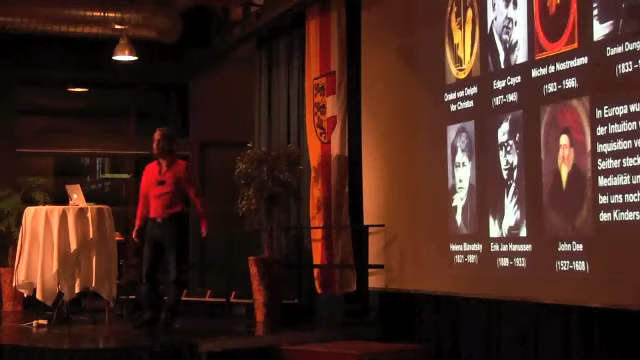 Orakel von Delphi
Vor Christus
Edgar Cayce
(1877–1945)
Michel de Nostredame
(1503 – 1566)
Daniel Dung
(1833 –
Helena Blavatsky
(1831 -1891)
Erik Jan Hanussen
(1889 – 1933)
John Dee
(1527–1608)
In Europa wu
der Intuition
Inquisition ve
Seither steck
Medialität un
bei uns noch
den Kinders